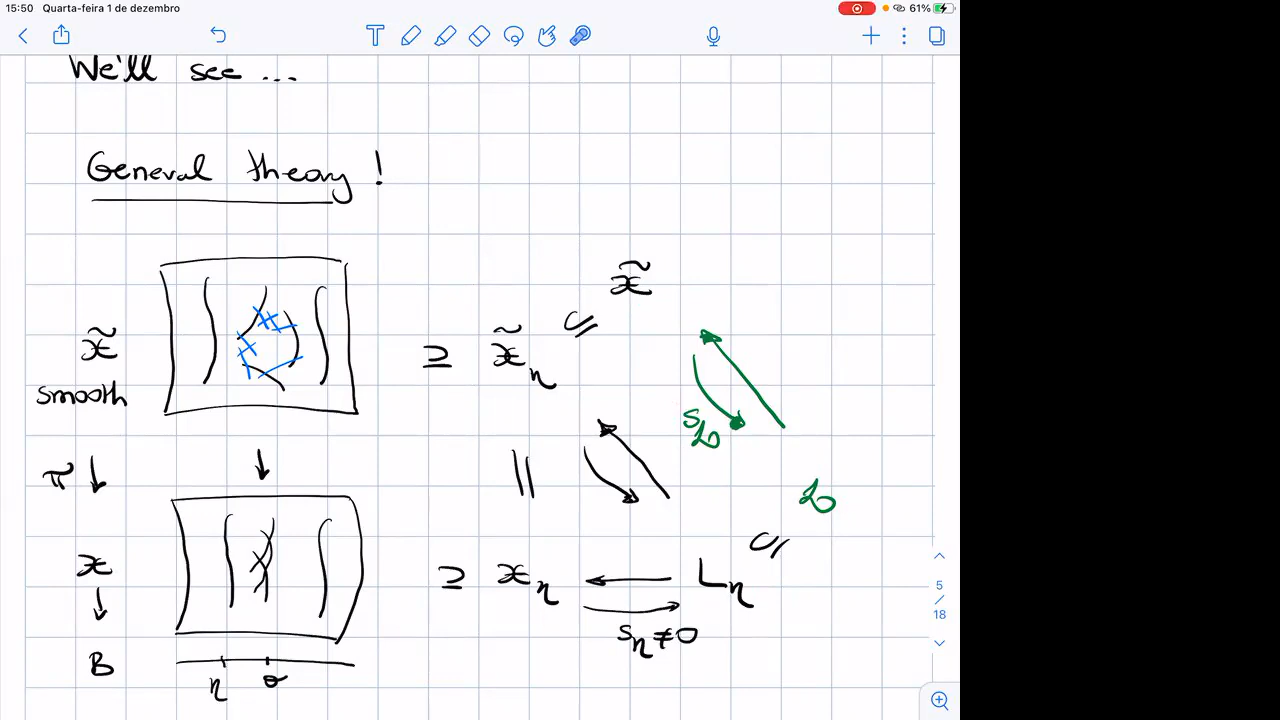 15:50 Quarta-feira 1 de dezembro 61%
We'll see ...
General theory!
x̃
x̃ ⊇ x̃_η
smooth
s_𝓛
π ↓ ↓ ||
𝓛
x ⊇ x_η L_η
↓ s_η ≠ 0
B
η o
5
/
18